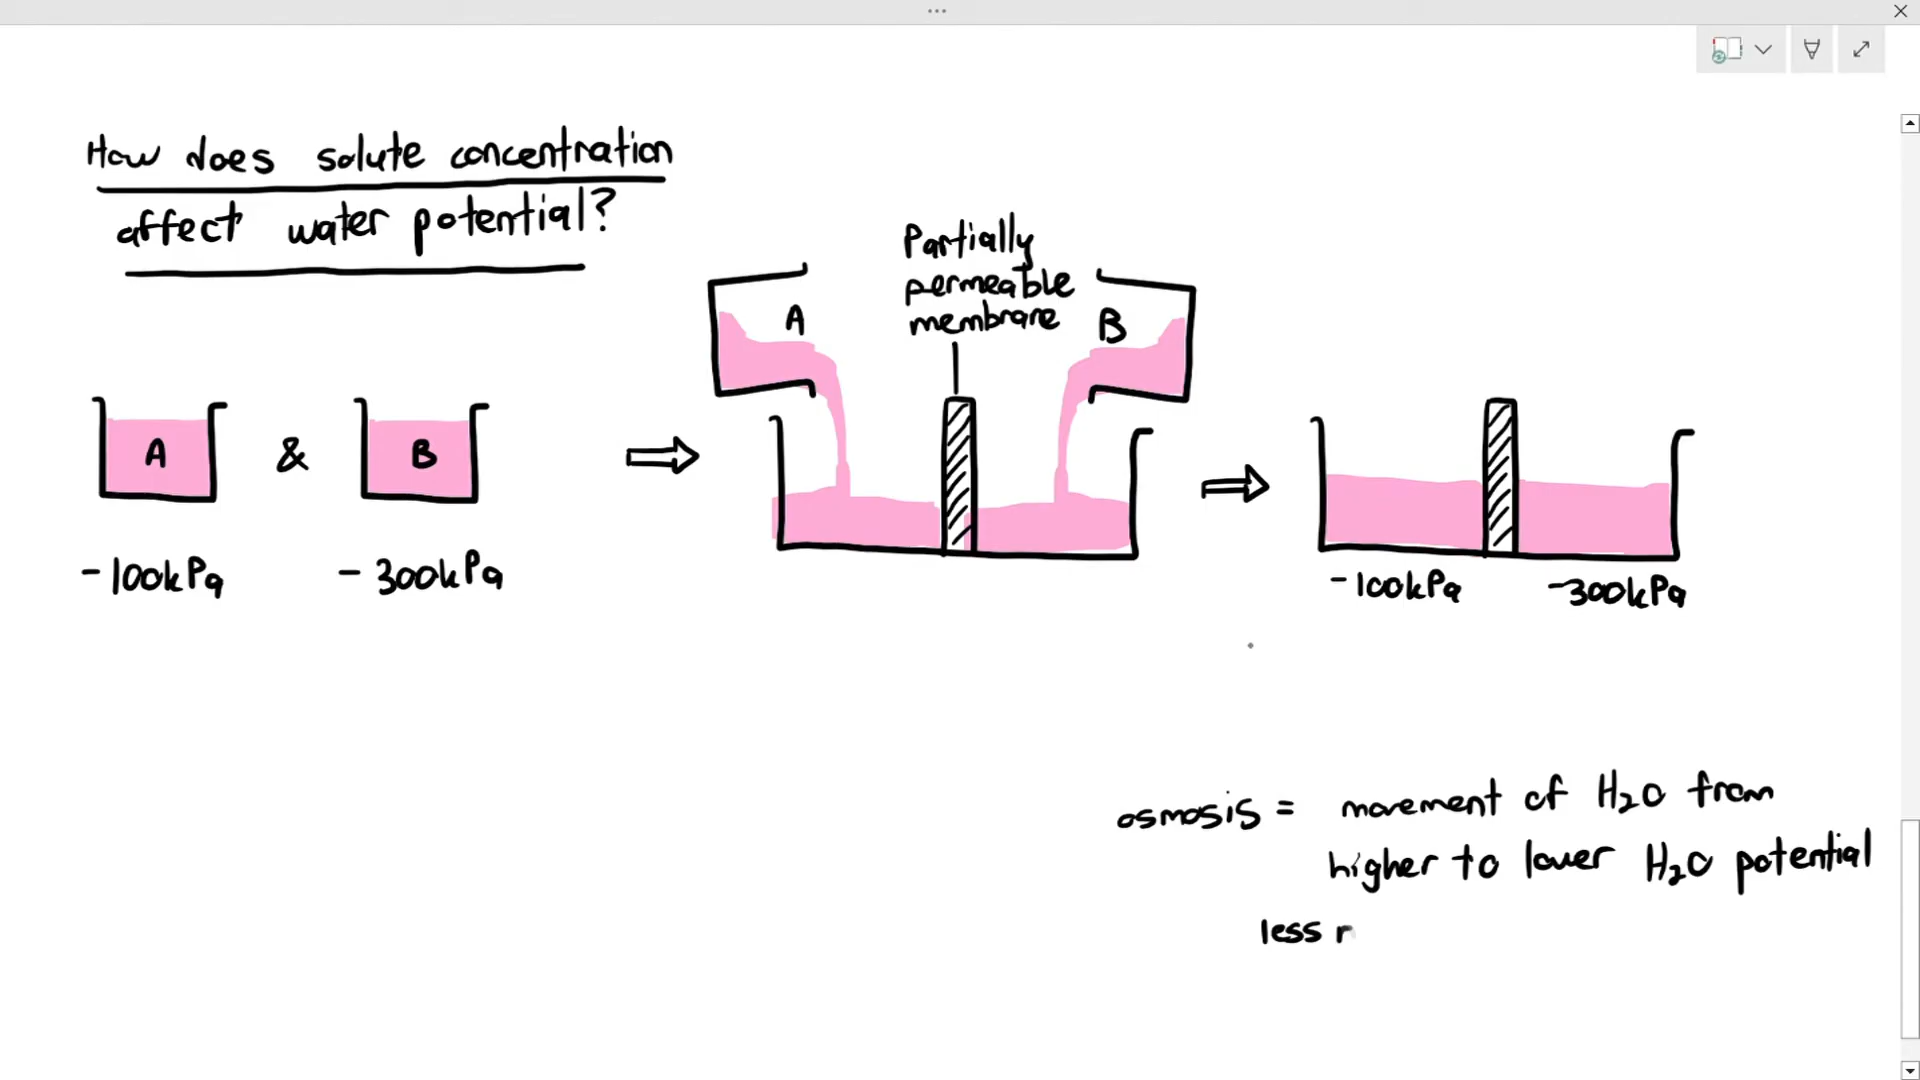 How does solute concentration
affect water potential?
Partially
permeable
membrane
A
B
A
&
B
-100kPa
-300kPa
-100kPa
-300kPa
osmosis = movement of H2O from
higher to lower H2O potential
less